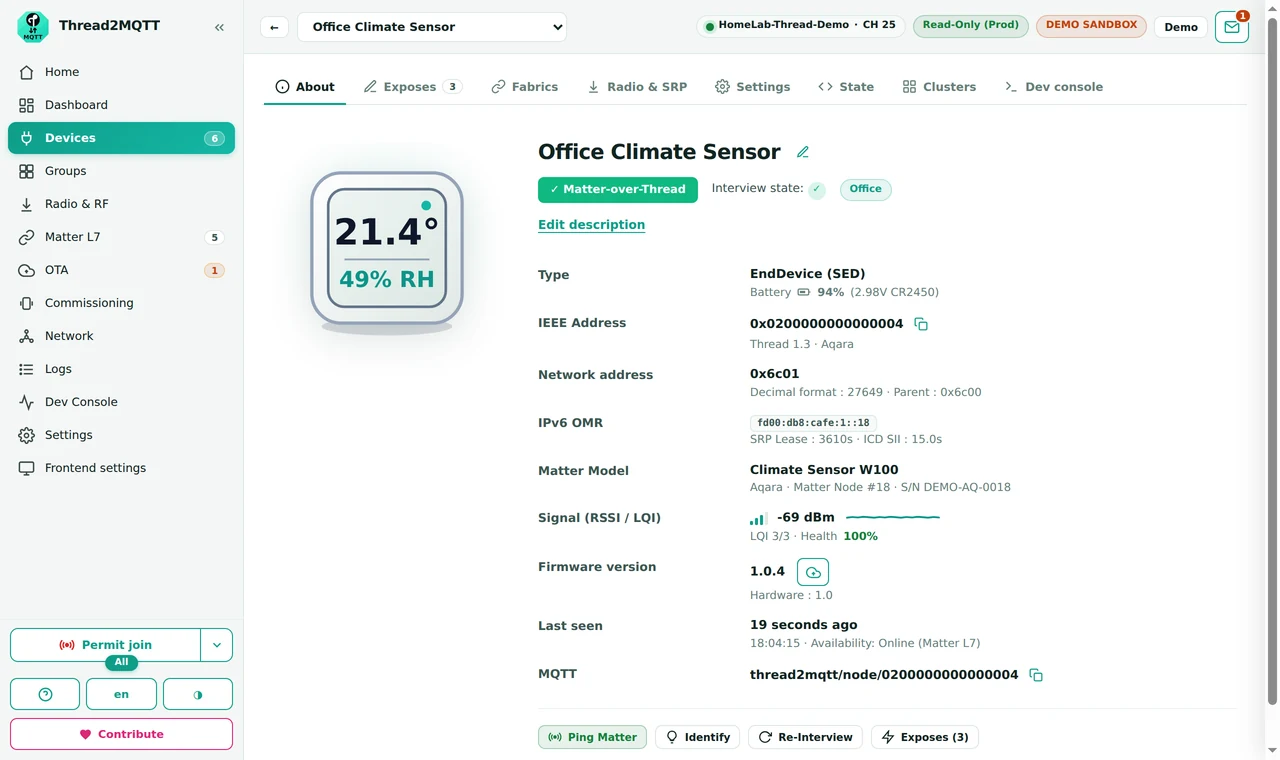 MQTT
Thread2MQTT
«
Home
Dashboard
Devices 6
Groups
Radio & RF
Matter L7 5
OTA 1
Commissioning
Network
Logs
Dev Console
Settings
Frontend settings
Permit join
All
en
Contribute
← Office Climate Sensor
HomeLab-Thread-Demo · CH 25
Read-Only (Prod)
DEMO SANDBOX
Demo
1
About
Exposes 3
Fabrics
Radio & SRP
Settings
State
Clusters
Dev console
21.4°
49% RH
Office Climate Sensor
✓ Matter-over-Thread
Interview state: ✓
Office
Edit description
Type
EndDevice (SED)
Battery 94% (2.98V CR2450)
IEEE Address
0x0200000000000004
Thread 1.3 · Aqara
Network address
0x6c01
Decimal format : 27649 · Parent : 0x6c00
IPv6 OMR
fd00:db8:cafe:1::18
SRP Lease : 3610s · ICD SII : 15.0s
Matter Model
Climate Sensor W100
Aqara · Matter Node #18 · S/N DEMO-AQ-0018
Signal (RSSI / LQI)
-69 dBm
LQI 3/3 · Health 100%
Firmware version
1.0.4
Hardware : 1.0
Last seen
19 seconds ago
18:04:15 · Availability: Online (Matter L7)
MQTT
thread2mqtt/node/0200000000000004
Ping Matter
Identify
Re-Interview
Exposes (3)